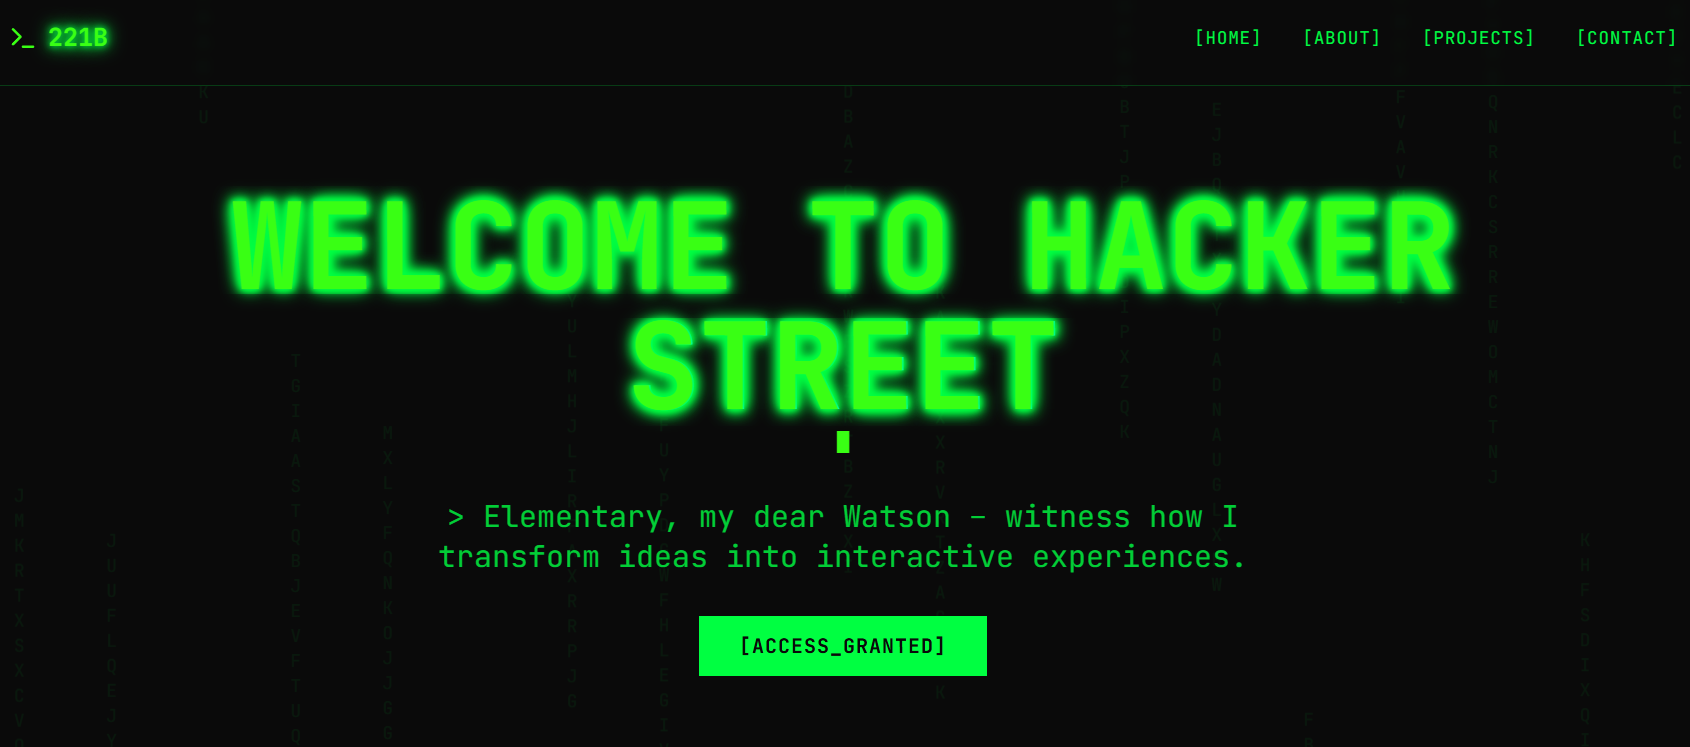 >_ 221B
[HOME] [ABOUT] [PROJECTS] [CONTACT]
WELCOME TO HACKER
STREET
> Elementary, my dear Watson – witness how I
transform ideas into interactive experiences.
[ACCESS_GRANTED]